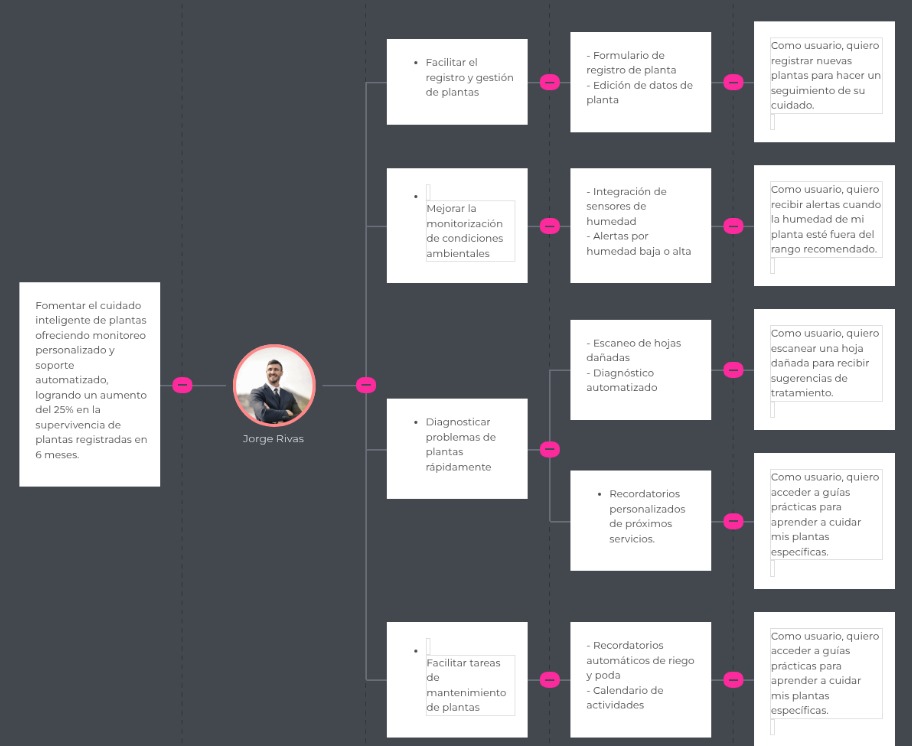 Fomentar el cuidado
inteligente de plantas
ofreciendo monitoreo
personalizado y
soporte
automatizado,
logrando un aumento
del 25% en la
supervivencia de
plantas registradas en
6 meses.
Jorge Rivas
• Facilitar el
registro y gestión
de plantas
- Formulario de
registro de planta
- Edición de datos de
planta
Como usuario, quiero
registrar nuevas
plantas para hacer un
seguimiento de su
cuidado.
• Mejorar la
monitorización
de condiciones
ambientales
- Integración de
sensores de
humedad
- Alertas por
humedad baja o alta
Como usuario, quiero
recibir alertas cuando
la humedad de mi
planta esté fuera del
rango recomendado.
• Diagnosticar
problemas de
plantas
rápidamente
- Escaneo de hojas
dañadas
- Diagnóstico
automatizado
Como usuario, quiero
escanear una hoja
dañada para recibir
sugerencias de
tratamiento.
• Recordatorios
personalizados
de próximos
servicios.
Como usuario, quiero
acceder a guías
prácticas para
aprender a cuidar
mis plantas
específicas.
• Facilitar tareas
de
mantenimiento
de plantas
- Recordatorios
automáticos de riego
y poda
- Calendario de
actividades
Como usuario, quiero
acceder a guías
prácticas para
aprender a cuidar
mis plantas
específicas.